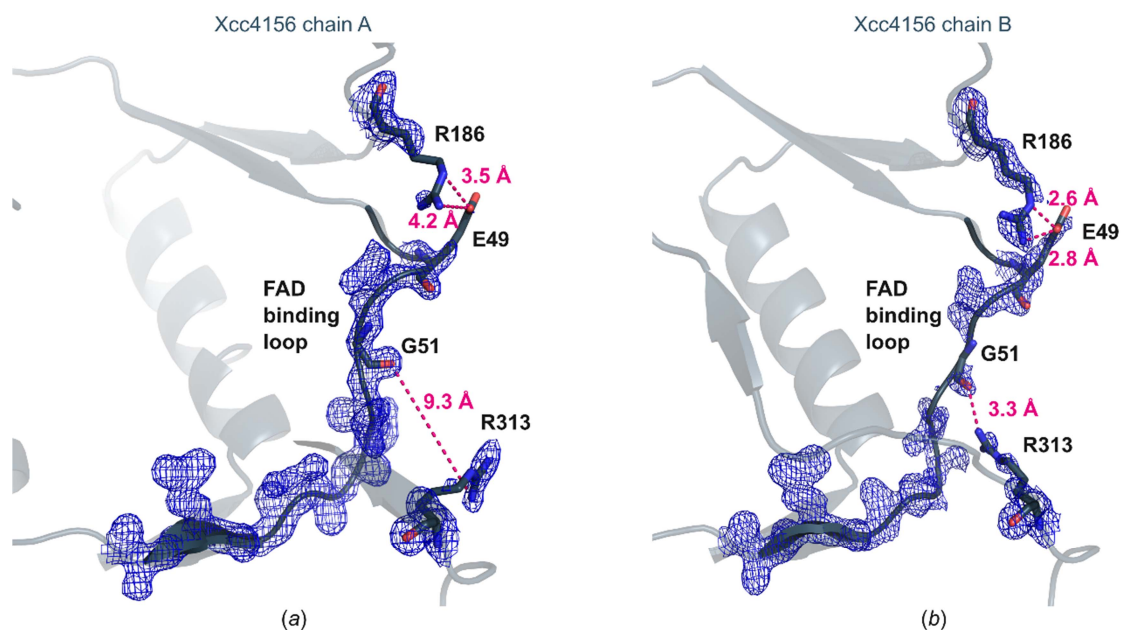 Xcc4156 chain A
R186
3.5 Å
4.2 Å
E49
FAD
binding
loop
G51
9.3 Å
R313
(a)
Xcc4156 chain B
R186
2.6 Å
E49
2.8 Å
FAD
binding
loop
G51
3.3 Å
R313
(b)